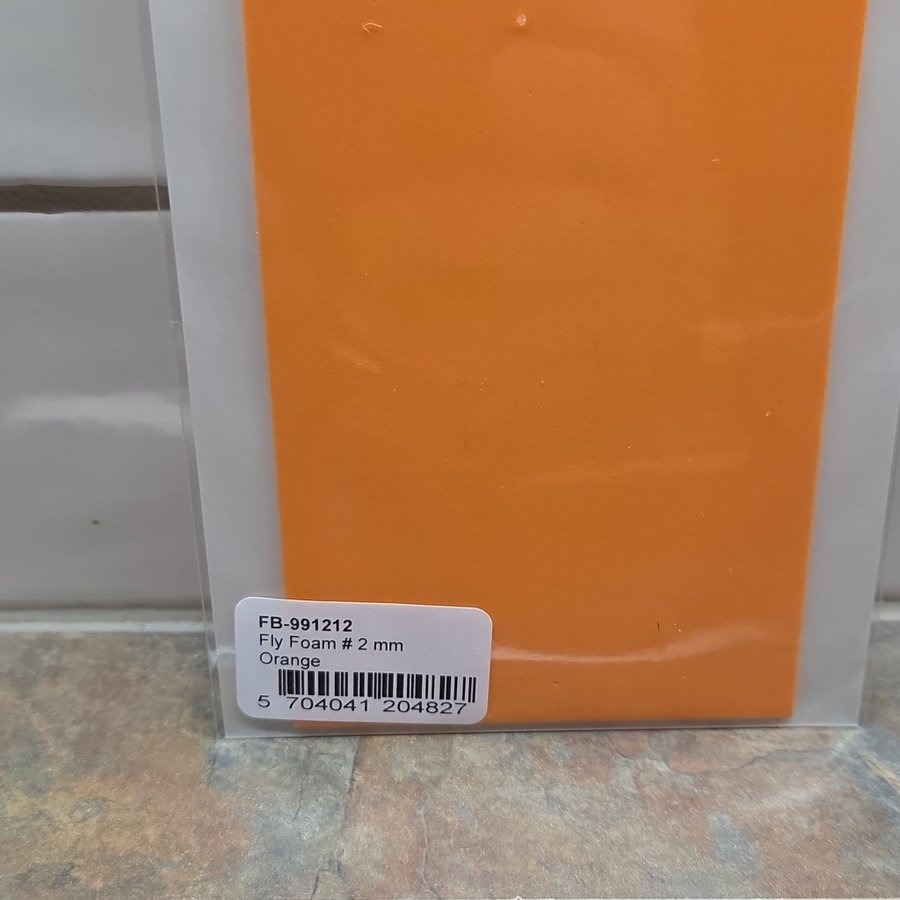 FB-991212
Fly Foam # 2 mm
Orange
5 704041 204827